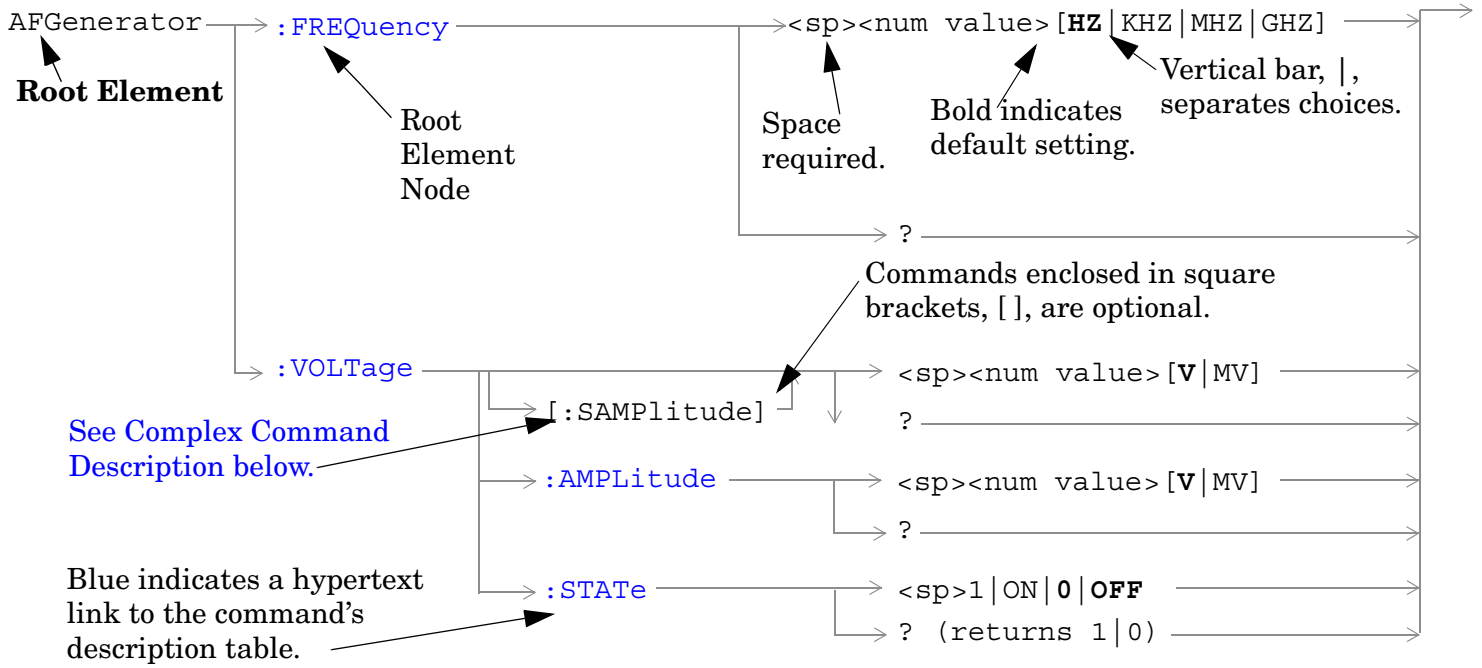 AFGenerator :FREQuency <sp><num value>[HZ|KHZ|MHZ|GHZ]
Root Element
Root
Element
Node
Space
required.
Bold indicates
default setting.
Vertical bar, |,
separates choices.
?
Commands enclosed in square
brackets, [ ], are optional.
:VOLTage <sp><num value>[V|MV]
[:SAMPlitude] ?
See Complex Command
Description below.
:AMPLitude <sp><num value>[V|MV]
?
Blue indicates a hypertext
link to the command's
description table.
:STATe <sp>1|ON|0|OFF
? (returns 1|0)